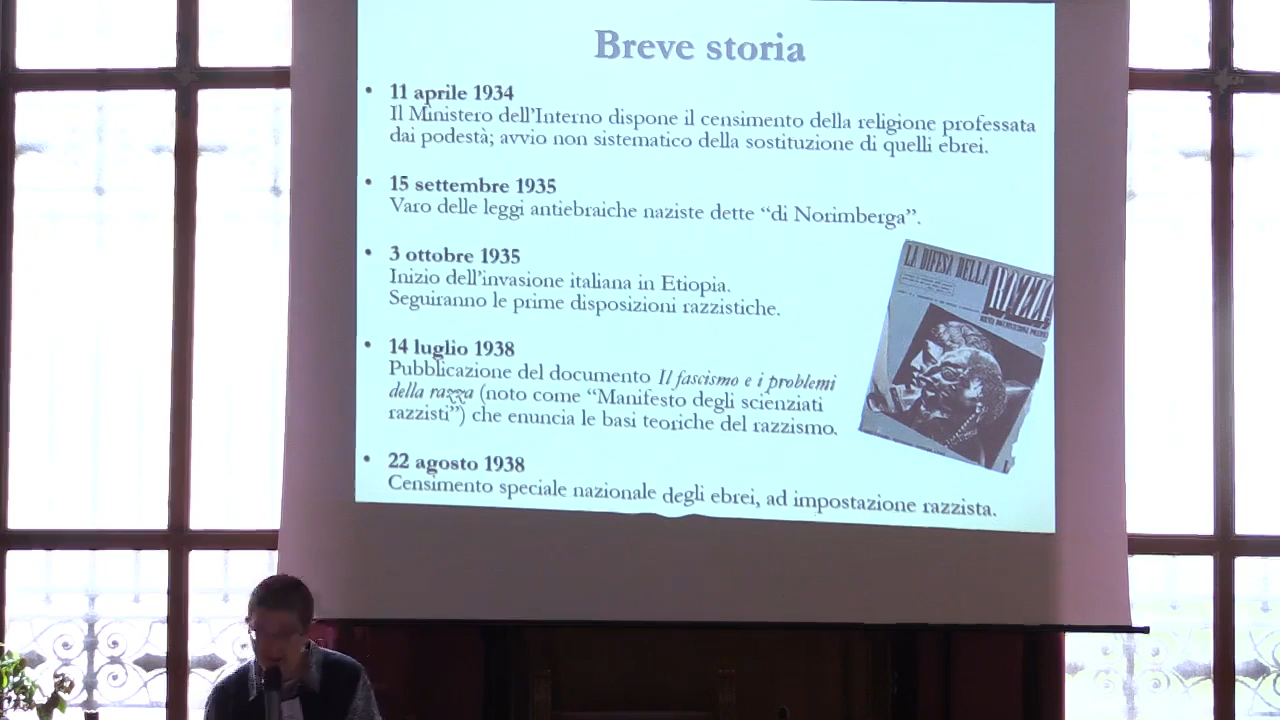 Breve storia
• 11 aprile 1934
Il Ministero dell'Interno dispone il censimento della religione professata
dai podestà; avvio non sistematico della sostituzione di quelli ebrei.
• 15 settembre 1935
Varo delle leggi antiebraiche naziste dette “di Norimberga”.
• 3 ottobre 1935
Inizio dell'invasione italiana in Etiopia.
Seguiranno le prime disposizioni razzistiche.
• 14 luglio 1938
Pubblicazione del documento Il fascismo e i problemi
della razza (noto come “Manifesto degli scienziati
razzisti”) che enuncia le basi teoriche del razzismo.
• 22 agosto 1938
Censimento speciale nazionale degli ebrei, ad impostazione razzista.
LA DIFESA DELLA